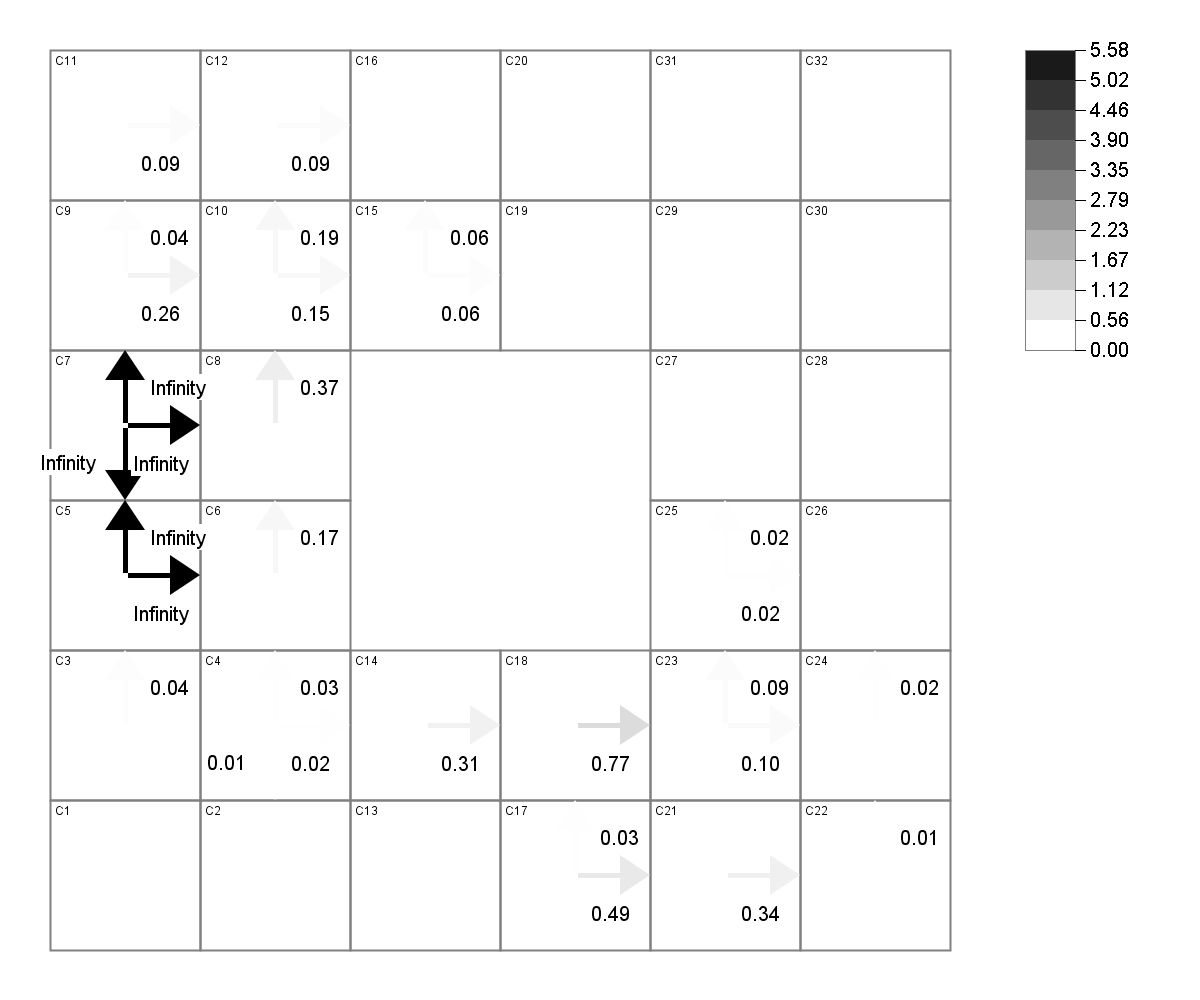 C11 C12 C16 C20 C31 C32
0.09 0.09
C9 C10 C15 C19 C29 C30
0.04 0.19 0.06
0.26 0.15 0.06
C7 C8 C27 C28
Infinity 0.37
Infinity Infinity
C5 C6 C25 C26
Infinity 0.17 0.02
Infinity 0.02
C3 C4 C14 C18 C23 C24
0.04 0.03 0.09 0.02
0.01 0.02 0.31 0.77 0.10
C1 C2 C13 C17 C21 C22
0.03 0.01
0.49 0.34
5.58
5.02
4.46
3.90
3.35
2.79
2.23
1.67
1.12
0.56
0.00